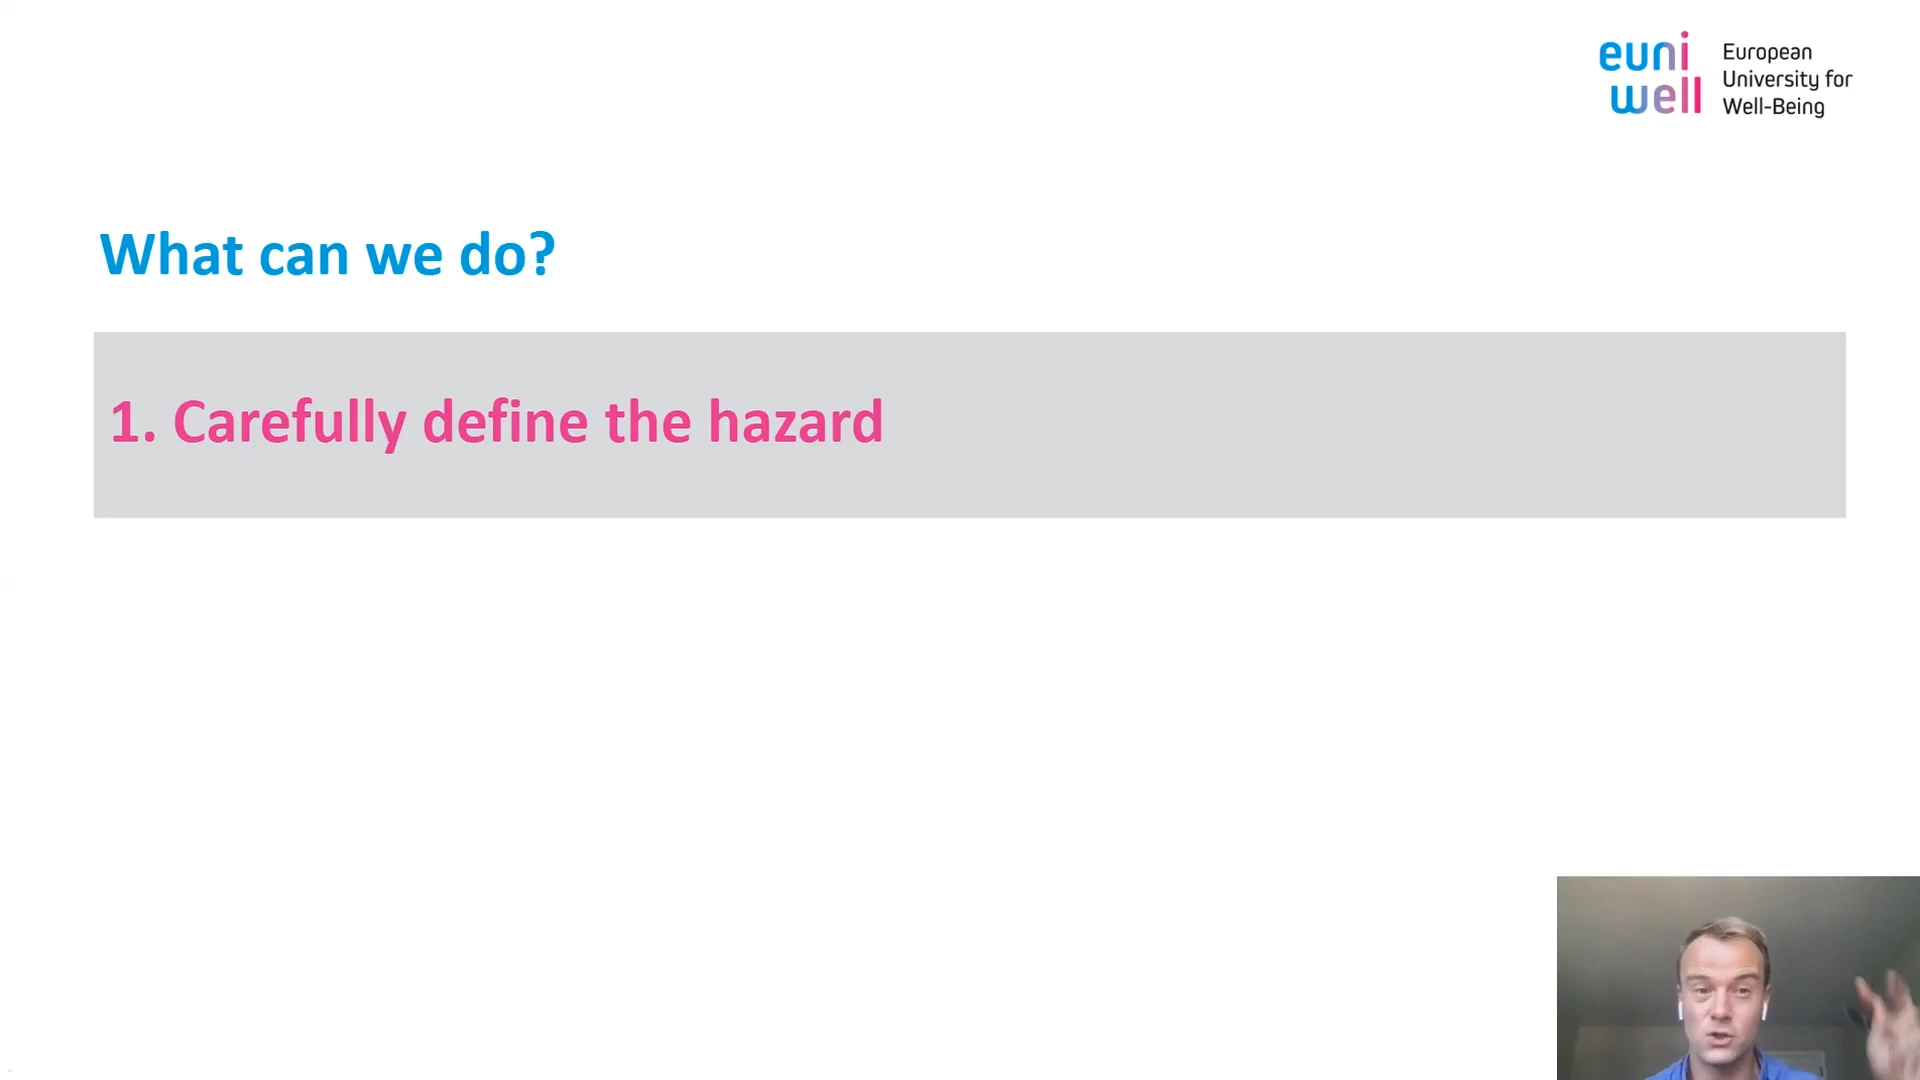 euni
well
European
University for
Well-Being
What can we do?
1. Carefully define the hazard